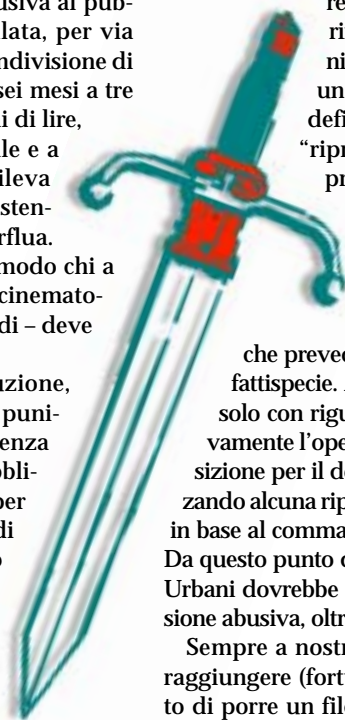 usiva al pub-
lata, per via
ndivisione di
sei mesi a tre
i di lire,
le e a
ileva
sten-
rflua.
modo chi a
cinemato-
di – deve
uzione,
puni-
enza
bbli-
per
di
re
ri
ni
un
defi
“ripr
pr
che preve
fattispecie.
solo con rigu
vamente l’ope
sizione per il d
zando alcuna rip
in base al comma
Da questo punto
Urbani dovrebbe
sione abusiva, oltr
Sempre a nostr
raggiungere (fort
to di porre un filo